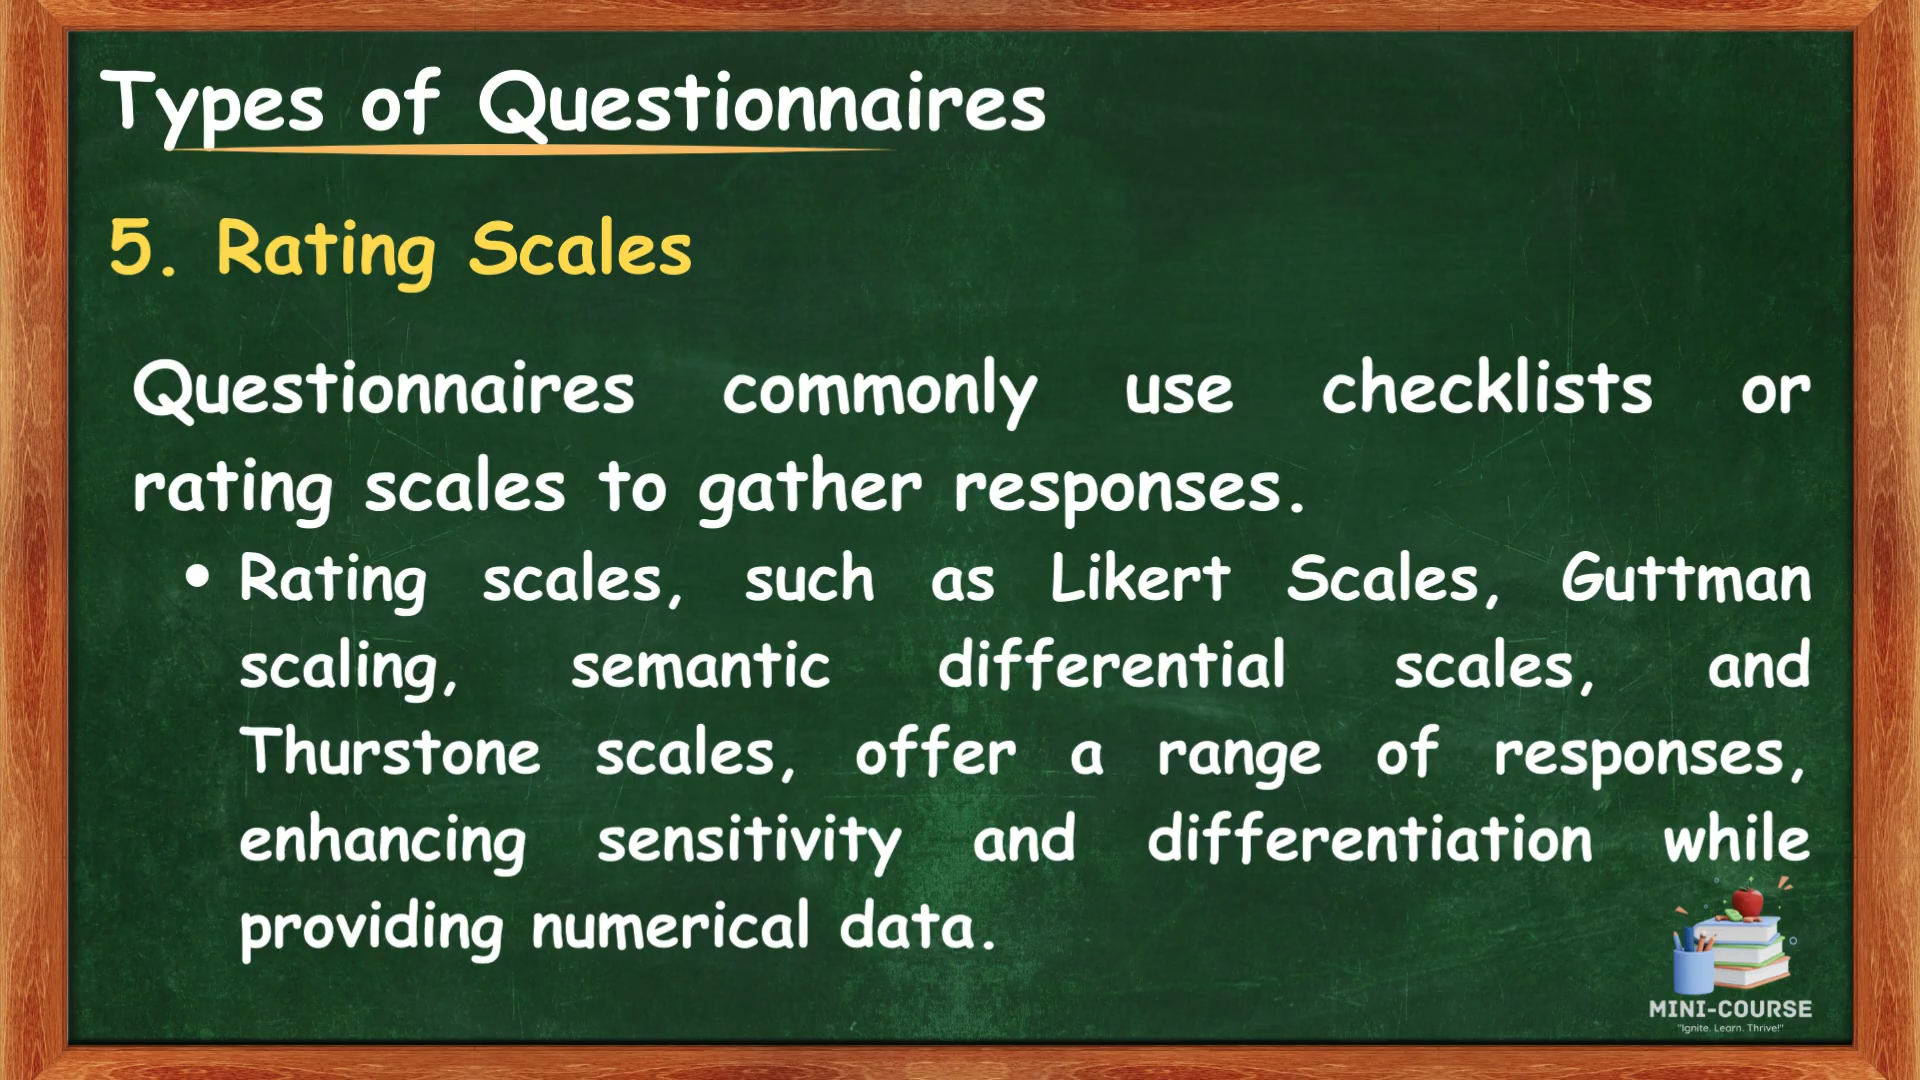 Types of Questionnaires
5. Rating Scales
Questionnaires commonly use checklists or
rating scales to gather responses.
• Rating scales, such as Likert Scales, Guttman
scaling, semantic differential scales, and
Thurstone scales, offer a range of responses,
enhancing sensitivity and differentiation while
providing numerical data.
MINI-COURSE
"Ignite. Learn. Thrive!"